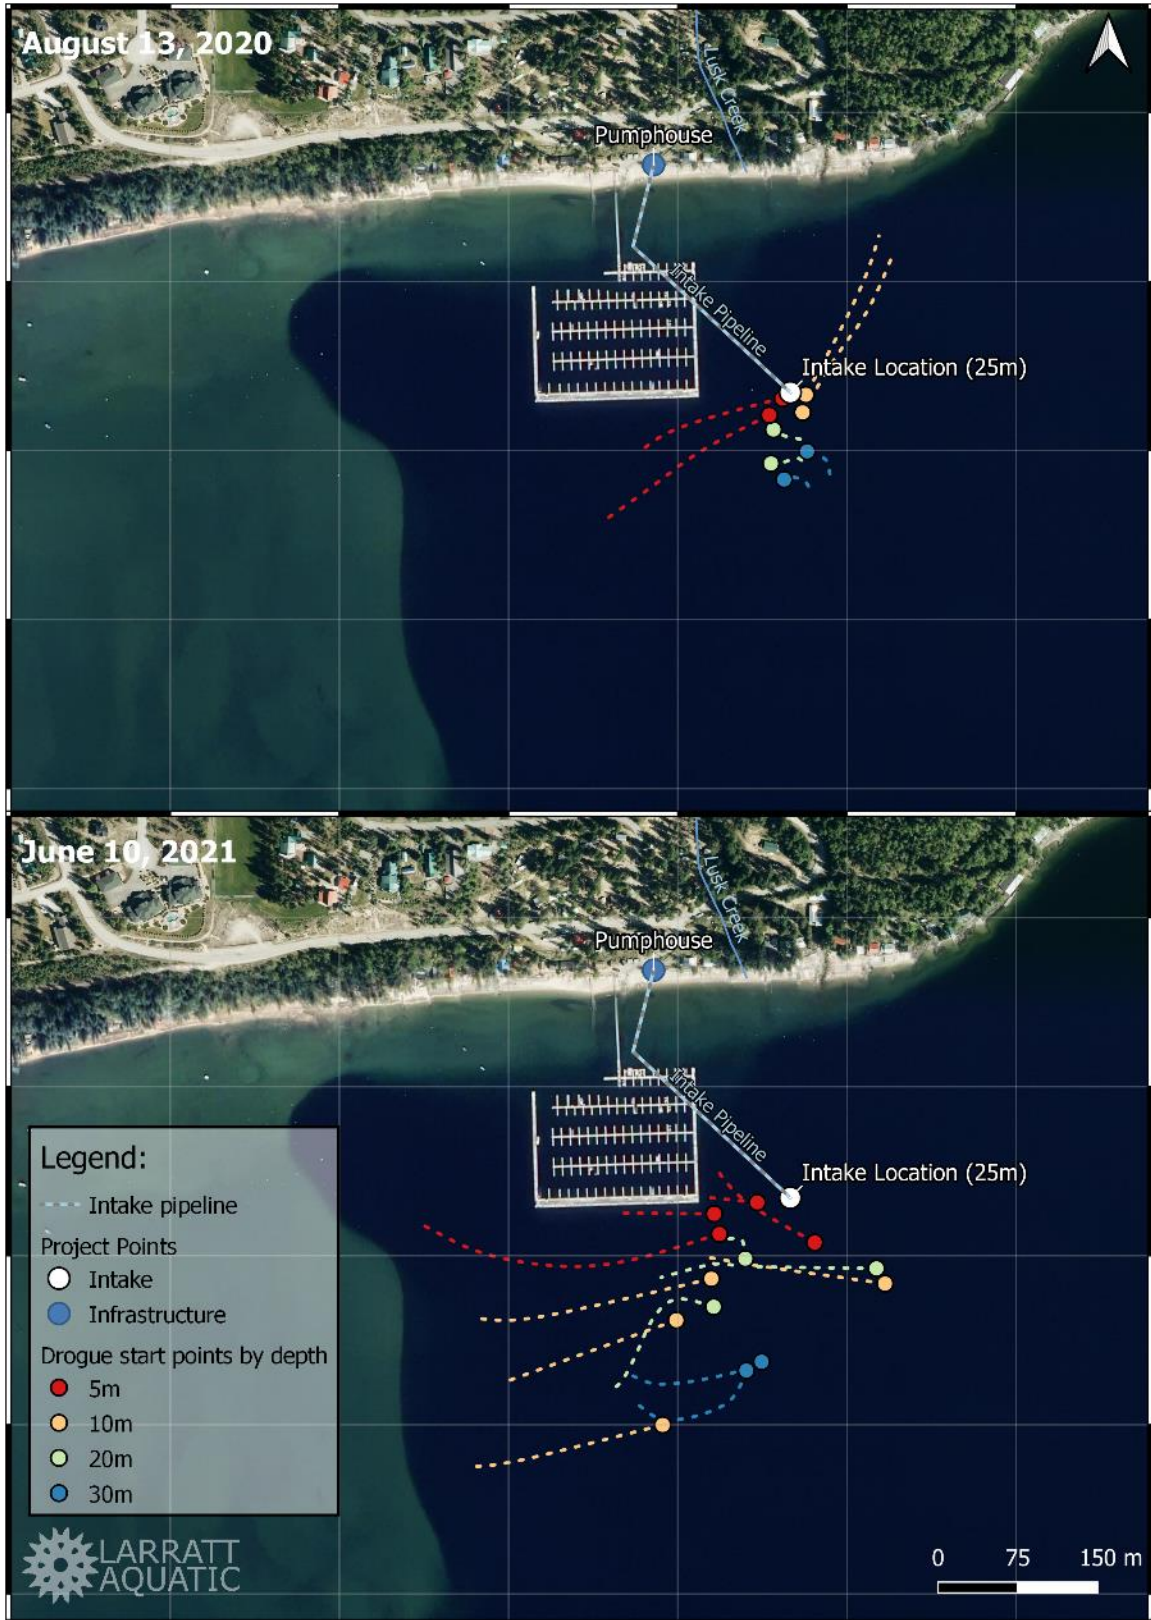 August 13, 2020
Lusk Creek
Pumphouse
Intake Pipeline
Intake Location (25m)
June 10, 2021
Lusk Creek
Pumphouse
Intake Pipeline
Intake Location (25m)
Legend:
Intake pipeline
Project Points
Intake
Infrastructure
Drogue start points by depth
5m
10m
20m
30m
LARRATT
AQUATIC
0 75 150 m